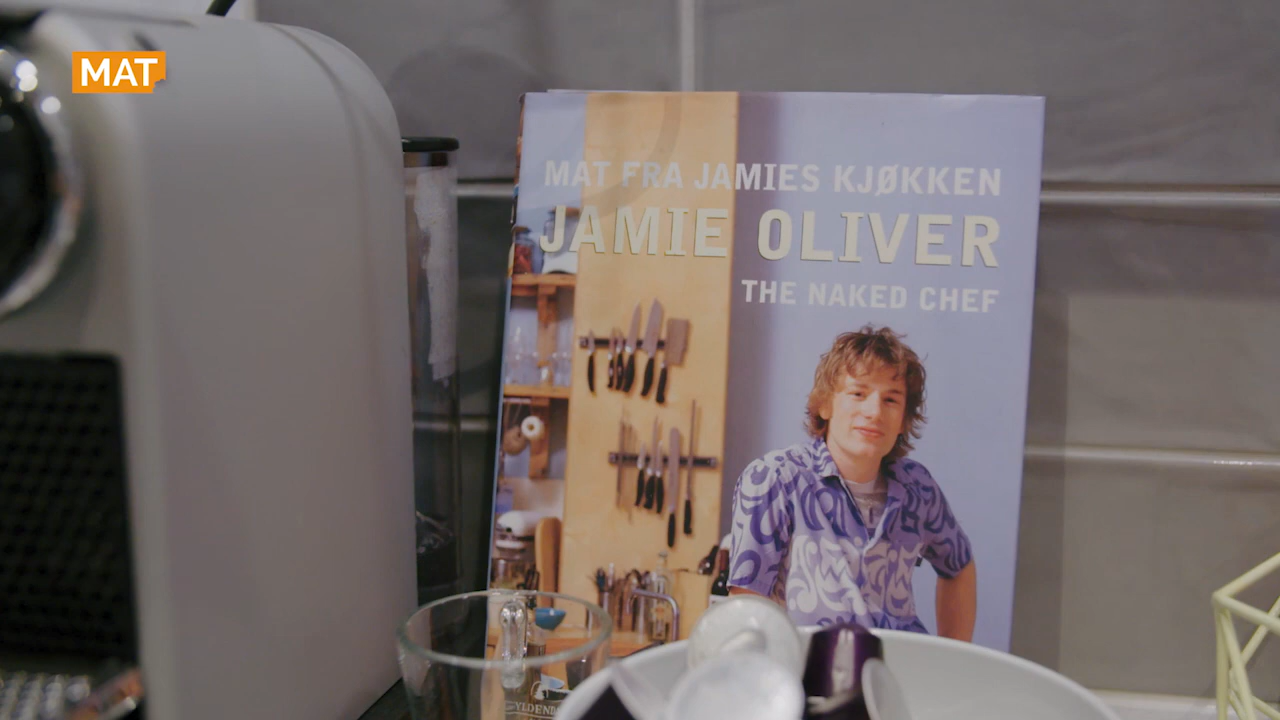 MAT
MAT FRA JAMIES KJØKKEN
JAMIE OLIVER
THE NAKED CHEF